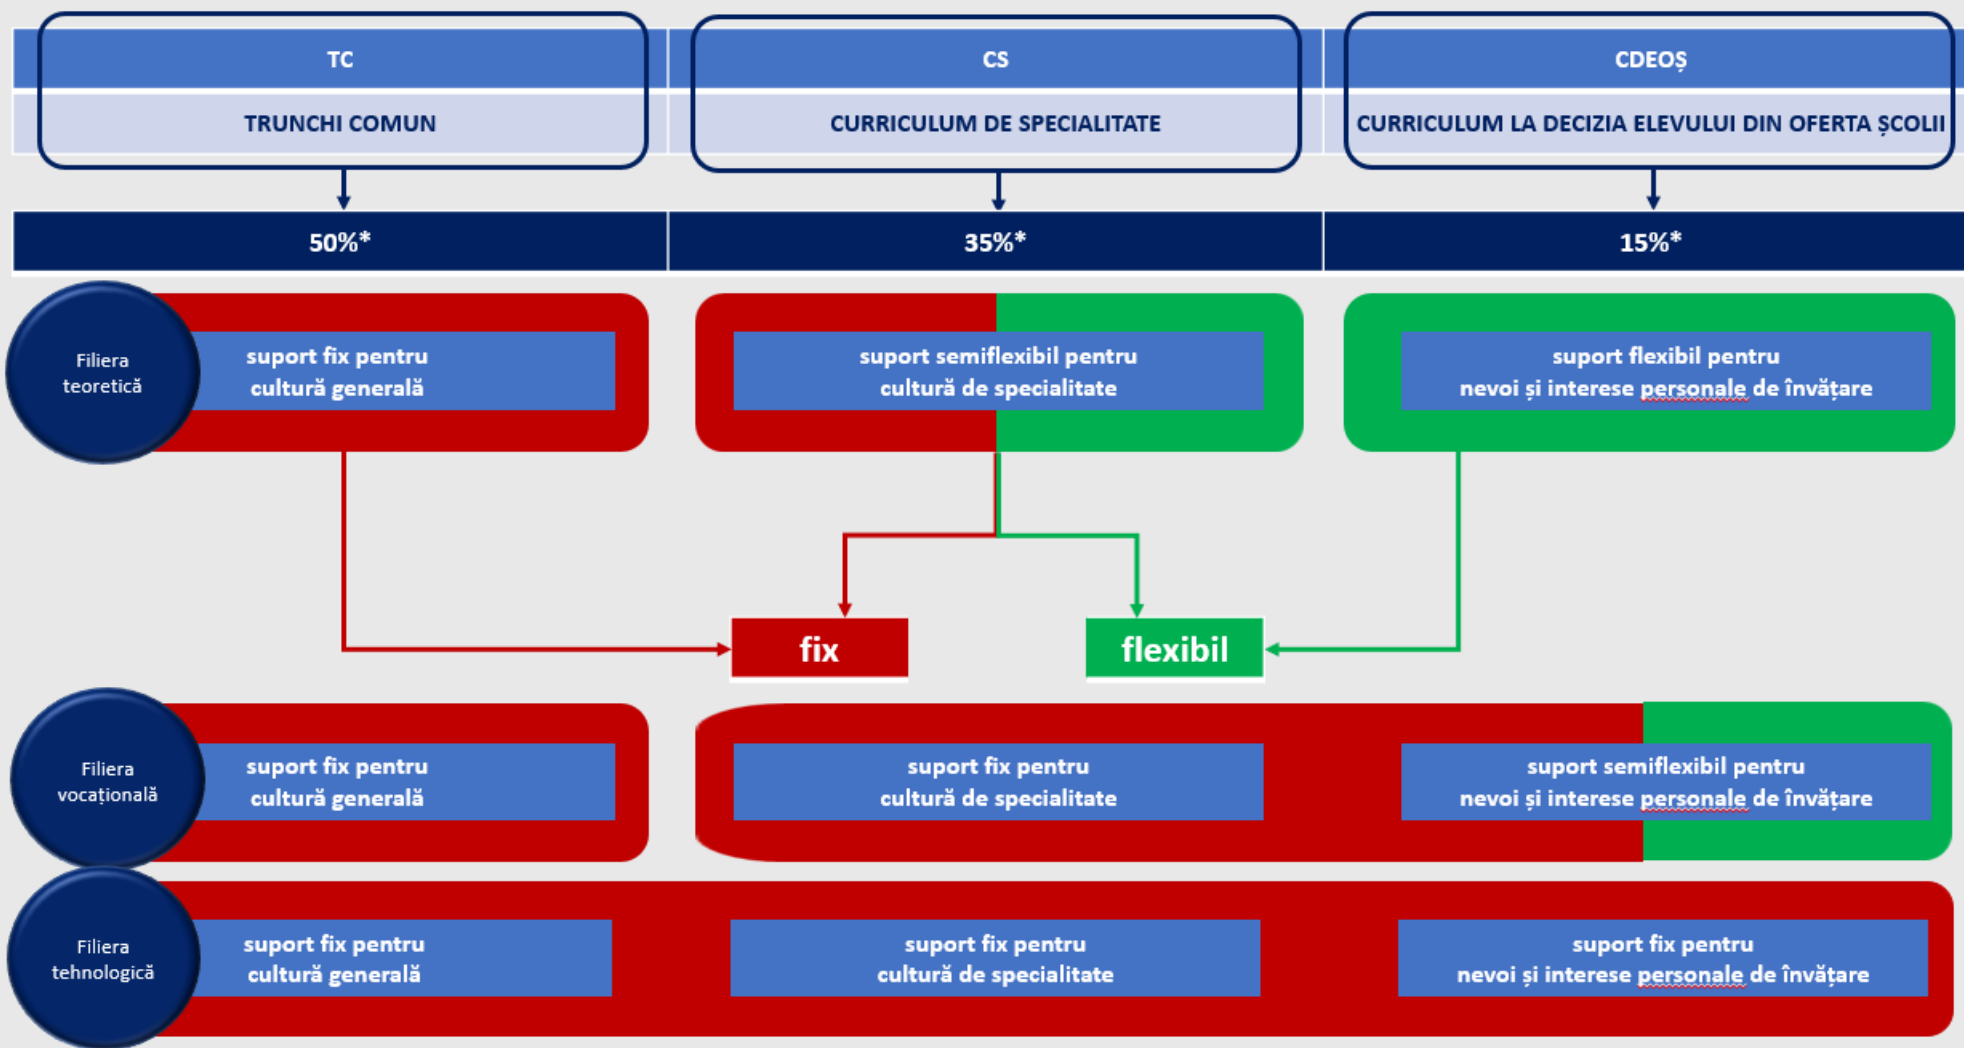 TC
CS
CDEOȘ
TRUNCHI COMUN
CURRICULUM DE SPECIALITATE
CURRICULUM LA DECIZIA ELEVULUI DIN OFERTA ȘCOLII
50%*
35%*
15%*
Filiera
teoretică
suport fix pentru
cultură generală
suport semiflexibil pentru
cultură de specialitate
suport flexibil pentru
nevoi și interese personale de învățare
fix
flexibil
Filiera
vocațională
suport fix pentru
cultură generală
suport fix pentru
cultură de specialitate
suport semiflexibil pentru
nevoi și interese personale de învățare
Filiera
tehnologică
suport fix pentru
cultură generală
suport fix pentru
cultură de specialitate
suport fix pentru
nevoi și interese personale de învățare